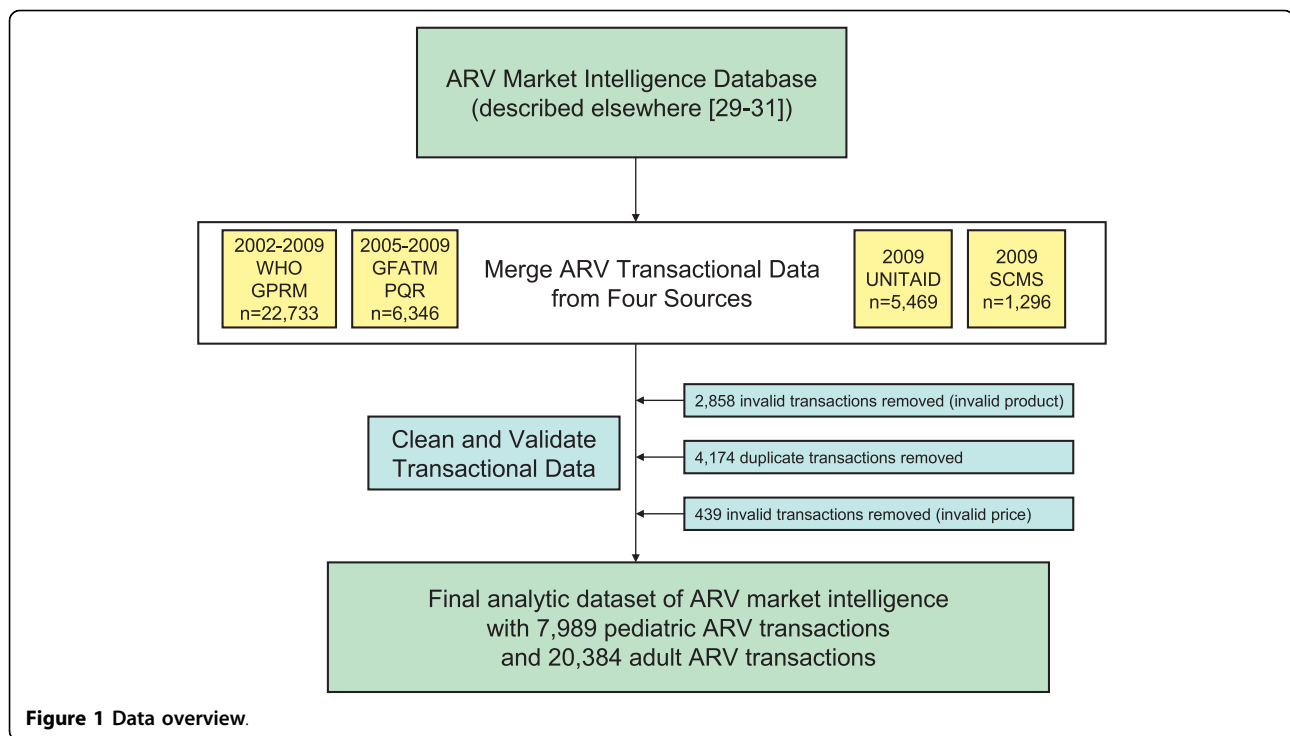 ARV Market Intelligence Database
(described elsewhere [29-31])
2002-2009
WHO
GPRM
n=22,733
2005-2009
GFATM
PQR
n=6,346
Merge ARV Transactional Data
from Four Sources
2009
UNITAID
n=5,469
2009
SCMS
n=1,296
Clean and Validate
Transactional Data
2,858 invalid transactions removed (invalid product)
4,174 duplicate transactions removed
439 invalid transactions removed (invalid price)
Final analytic dataset of ARV market intelligence
with 7,989 pediatric ARV transactions
and 20,384 adult ARV transactions
Figure 1 Data overview.